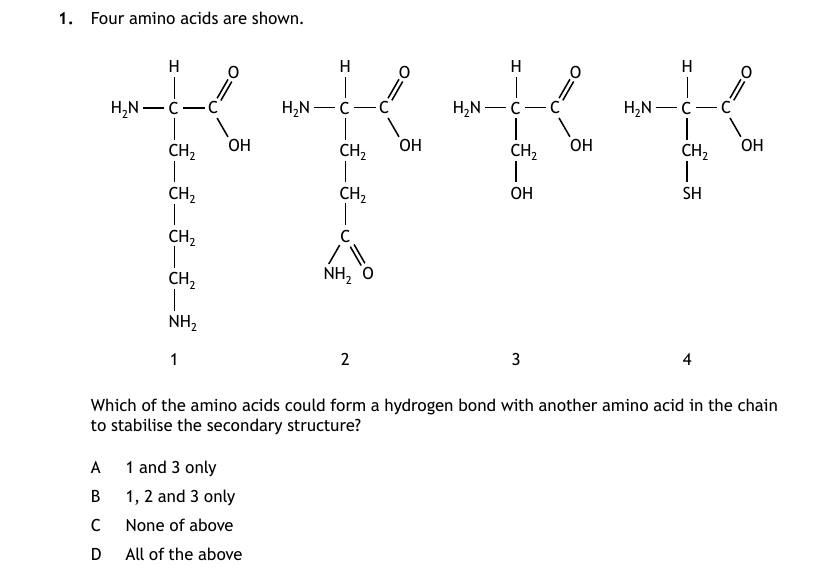 1. Four amino acids are shown.
H O H O H O H O
H₂N C C H₂N C C H₂N C C H₂N C C
CH₂ OH CH₂ OH CH₂ OH CH₂ OH
CH₂ CH₂ OH SH
CH₂ C
CH₂ NH₂ O
NH₂
1 2 3 4
Which of the amino acids could form a hydrogen bond with another amino acid in the chain
to stabilise the secondary structure?
A 1 and 3 only
B 1, 2 and 3 only
C None of above
D All of the above